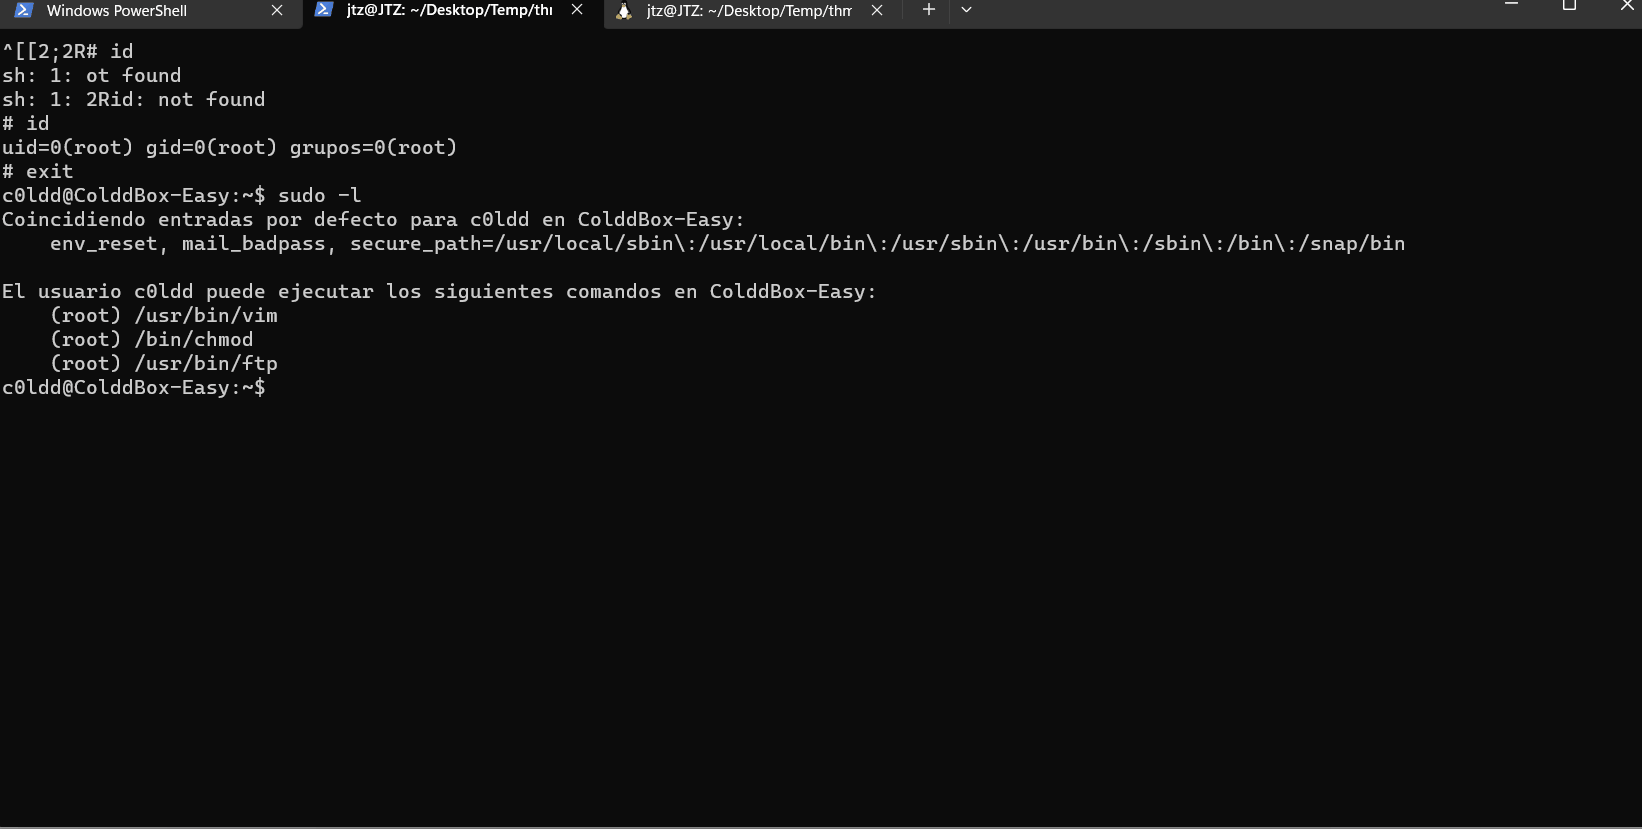 Windows PowerShell
jtz@JTZ: ~/Desktop/Temp/thm
jtz@JTZ: ~/Desktop/Temp/thm
^[[2;2R# id
sh: 1: ot found
sh: 1: 2Rid: not found
# id
uid=0(root) gid=0(root) grupos=0(root)
# exit
c0ldd@ColddBox-Easy:~$ sudo -l
Coincidiendo entradas por defecto para c0ldd en ColddBox-Easy:
    env_reset, mail_badpass, secure_path=/usr/local/sbin\:/usr/local/bin\:/usr/sbin\:/usr/bin\:/sbin\:/bin\:/snap/bin

El usuario c0ldd puede ejecutar los siguientes comandos en ColddBox-Easy:
    (root) /usr/bin/vim
    (root) /bin/chmod
    (root) /usr/bin/ftp
c0ldd@ColddBox-Easy:~$